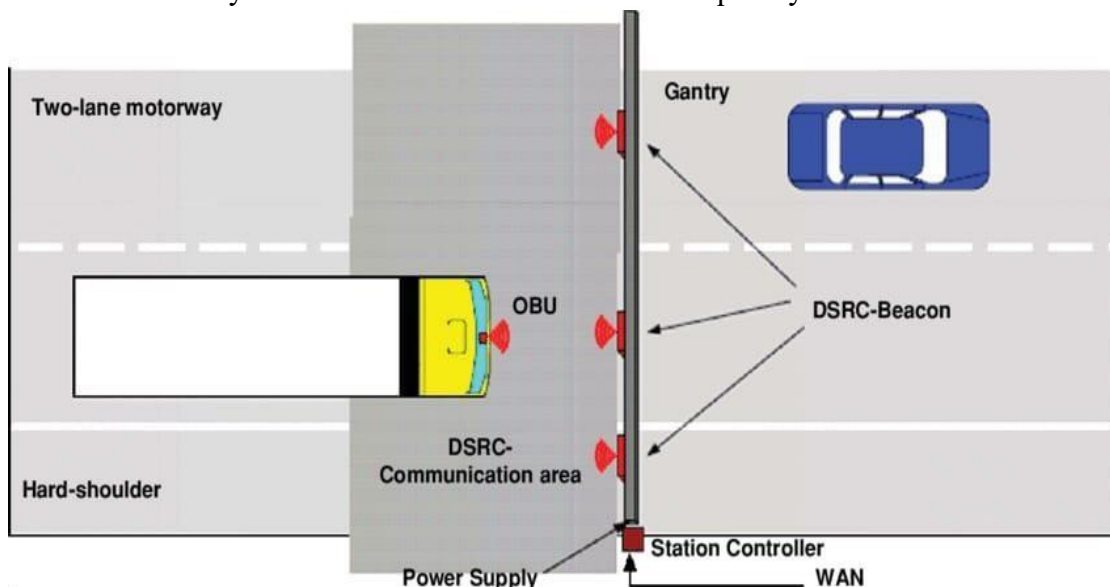 Two-lane motorway
Gantry
OBU
DSRC-Beacon
DSRC-
Communication area
Hard-shoulder
Station Controller
Power Supply
WAN